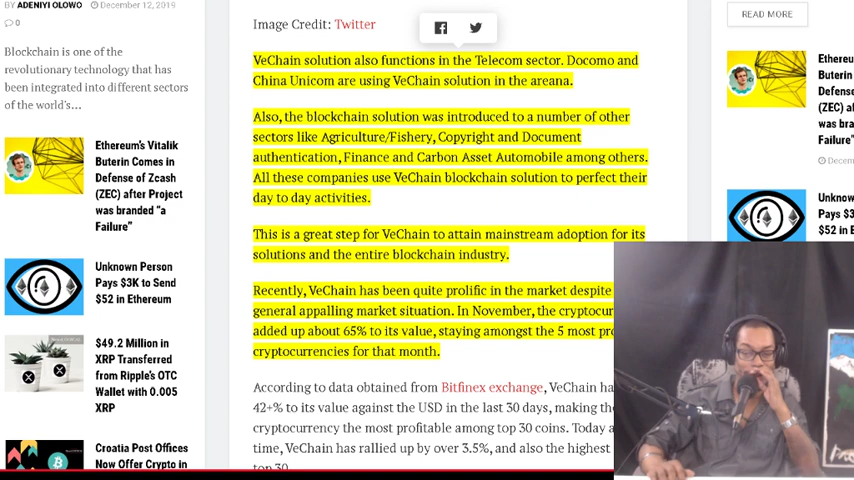 BY ADENIYI OLOWO December 12, 2019
0
Blockchain is one of the
revolutionary technology that has
been integrated into different sectors
of the world's...
Ethereum's Vitalik
Buterin Comes in
Defense of Zcash
(ZEC) after Project
was branded "a
Failure"
Unknown Person
Pays $3K to Send
$52 in Ethereum
$49.2 Million in
XRP Transferred
from Ripple's OTC
Wallet with 0.005
XRP
Croatia Post Offices
Now Offer Crypto in
Image Credit: Twitter
VeChain solution also functions in the Telecom sector. Docomo and
China Unicom are using VeChain solution in the areana.
Also, the blockchain solution was introduced to a number of other
sectors like Agriculture/Fishery, Copyright and Document
authentication, Finance and Carbon Asset Automobile among others.
All these companies use VeChain blockchain solution to perfect their
day to day activities.
This is a great step for VeChain to attain mainstream adoption for its
solutions and the entire blockchain industry.
Recently, VeChain has been quite prolific in the market despite
general appalling market situation. In November, the cryptocur
added up about 65% to its value, staying amongst the 5 most pro
cryptocurrencies for that month.
According to data obtained from Bitfinex exchange, VeChain ha
42+% to its value against the USD in the last 30 days, making the
cryptocurrency the most profitable among top 30 coins. Today a
time, VeChain has rallied up by over 3.5%, and also the highest
top 30
READ MORE
Ethereu
Buterin
Defense
(ZEC) af
was bra
Failure"
Decem
Unknow
Pays $3
$52 in E